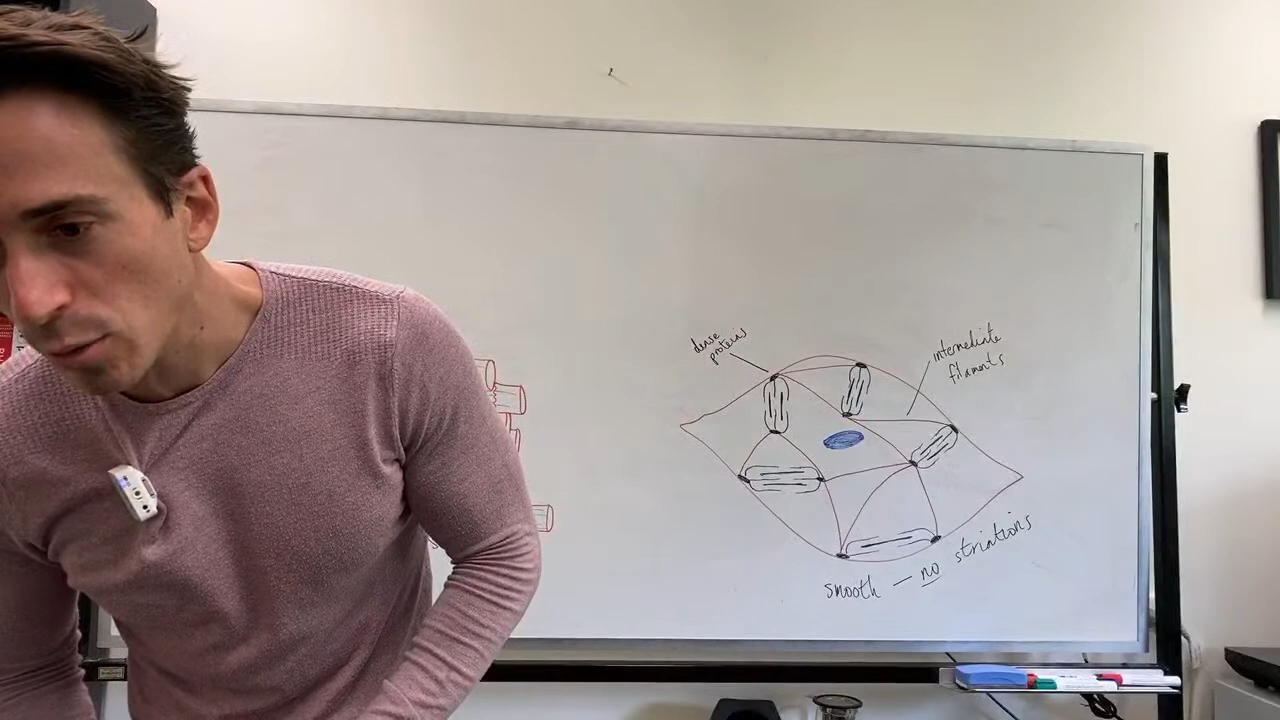 dense
proteins
intermediate
filaments
smooth – no striations